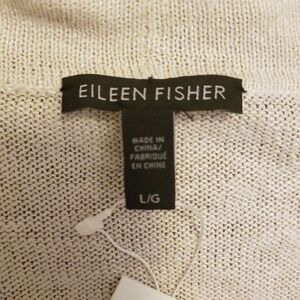 EILEEN FISHER
MADE IN
CHINA/
FABRIQUÉ
EN CHINE
L/G